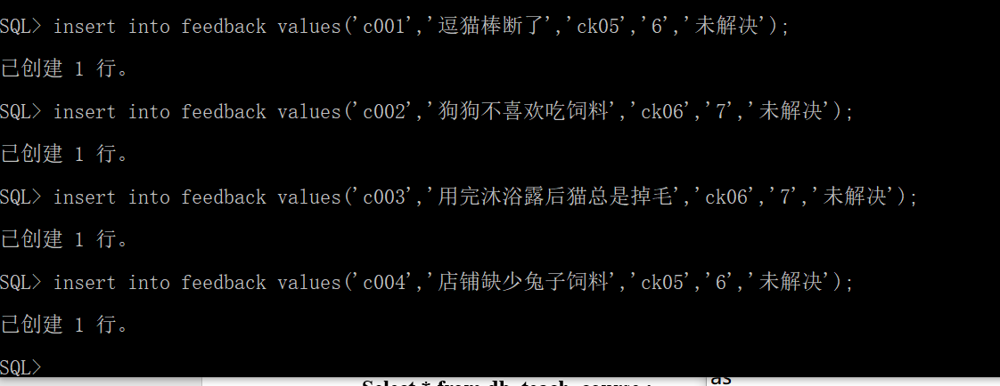 SQL> insert into feedback values('c001','逗猫棒断了','ck05','6','未解决');
已创建 1 行。
SQL> insert into feedback values('c002','狗狗不喜欢吃饲料','ck06','7','未解决');
已创建 1 行。
SQL> insert into feedback values('c003','用完沐浴露后猫总是掉毛','ck06','7','未解决');
已创建 1 行。
SQL> insert into feedback values('c004','店铺缺少兔子饲料','ck05','6','未解决');
已创建 1 行。
SQL>
Select * from db_teach_course; as